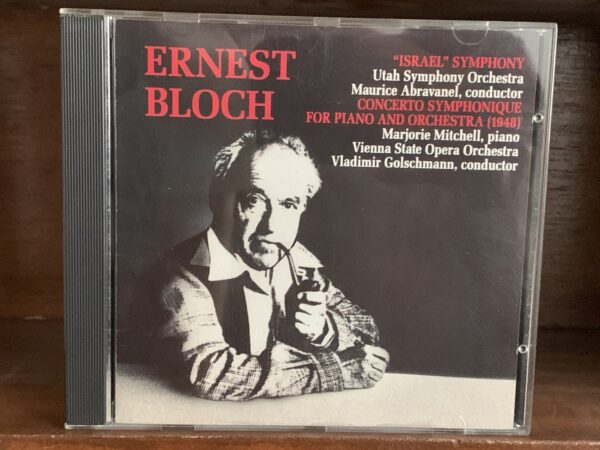 ERNEST
BLOCH
"ISRAEL" SYMPHONY
Utah Symphony Orchestra
Maurice Abravanel, conductor
CONCERTO SYMPHONIQUE
FOR PIANO AND ORCHESTRA (1948)
Marjorie Mitchell, piano
Vienna State Opera Orchestra
Vladimir Golschmann, conductor